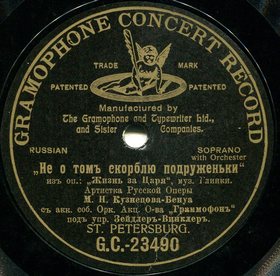 GRAMOPHONE CONCERT RECORD
TRADE MARK
PATENTED PATENTED
Manufactured by
The Gramophone and Typewriter Ltd.,
and Sister Companies.
RUSSIAN SOPRANO
with Orchester
„Не о томъ скорблю подруженьки"
изъ оп.: „Жизнь за Царя", муз. Глинки.
Артистка Русской Оперы
М. Н. Кузнецова-Бенуа
съ акк. соб. Орк. Акц. О-ва „Граммофонъ"
подъ упр. Зейдлеръ-Винклеръ.
ST. PETERSBURG.
G.C.-23490